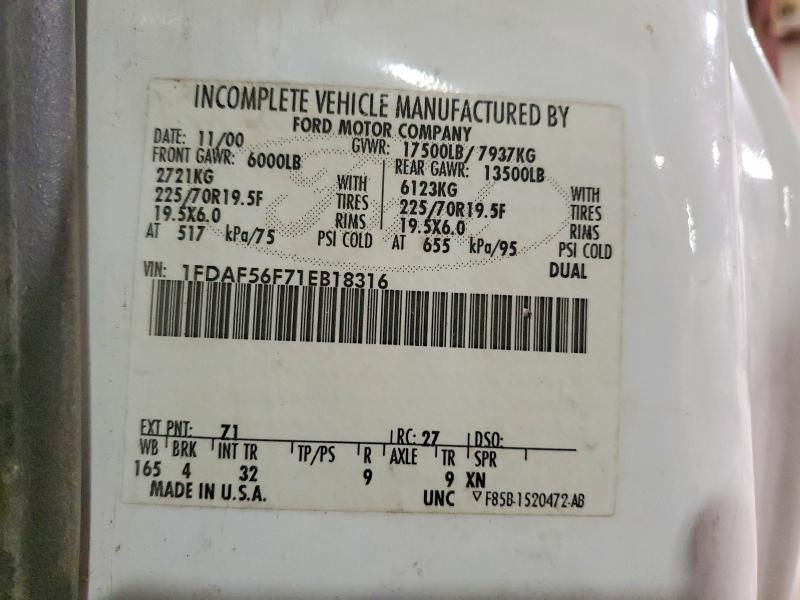 INCOMPLETE VEHICLE MANUFACTURED BY
FORD MOTOR COMPANY
DATE: 11/00 GVWR: 17500LB/7937KG
FRONT GAWR: 6000LB REAR GAWR: 13500LB
2721KG WITH 6123KG WITH
225/70R19.5F TIRES 225/70R19.5F TIRES
19.5X6.0 RIMS 19.5X6.0 RIMS
AT 517 kPa/75 PSI COLD AT 655 kPa/95 PSI COLD
DUAL
VIN: 1FDAF56F71EB18316
EXT PNT: Z1 RC: 27 DSO:
WB BRK INT TR TP/PS R AXLE TR SPR
165 4 32 9 9 XN
MADE IN U.S.A. UNC ▽F85B-1520472-AB